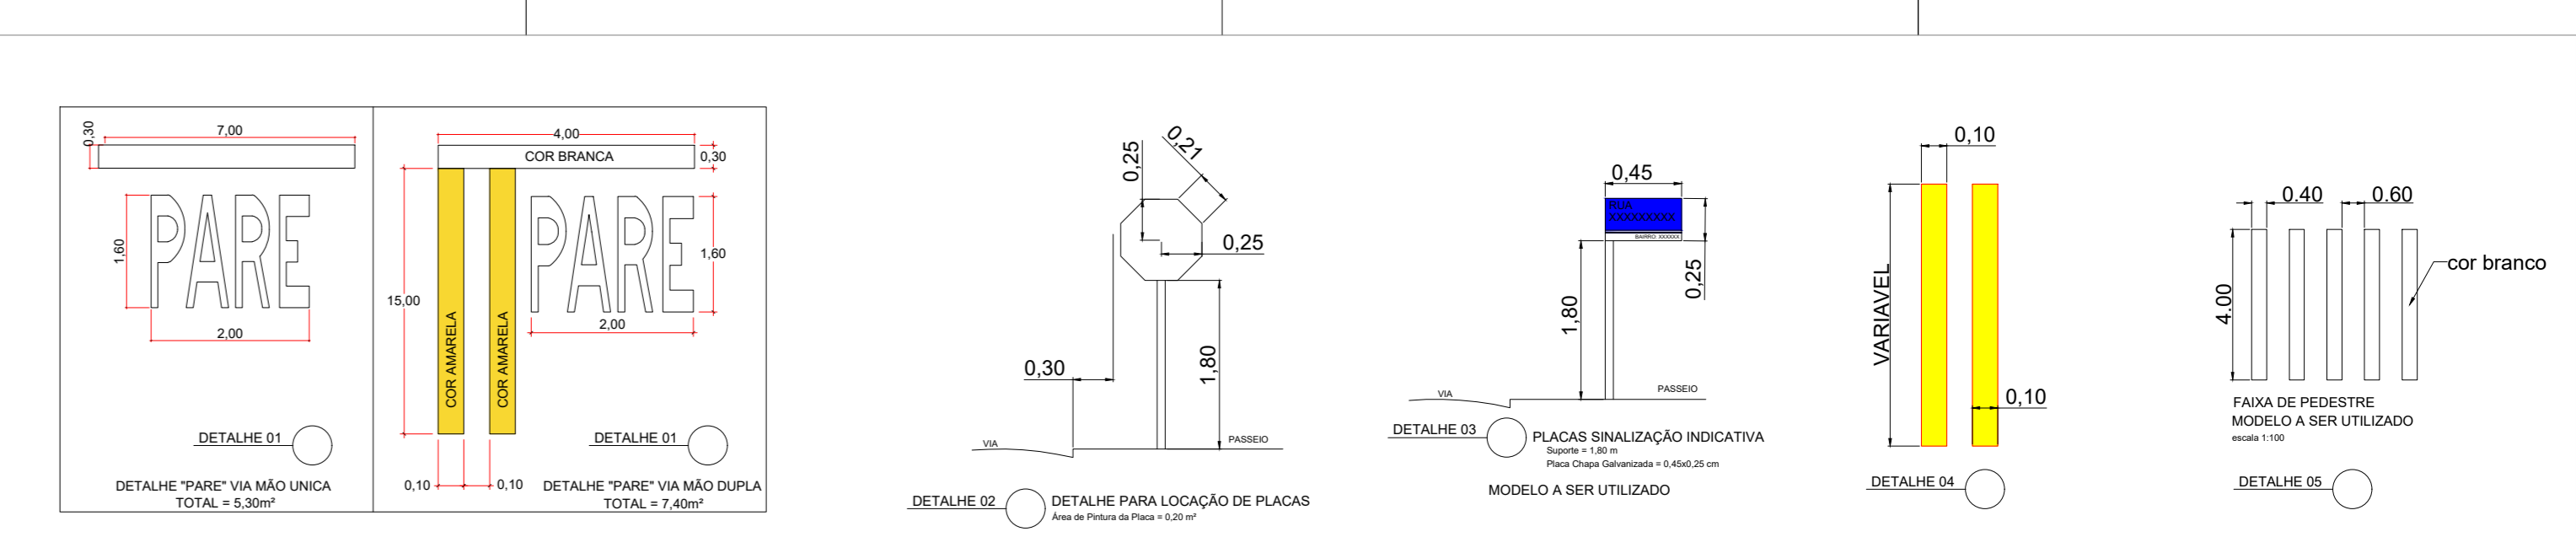 0,30
7,00
PARE
1,60
2,00
DETALHE 01
DETALHE "PARE" VIA MÃO UNICA
TOTAL = 5,30m²
4,00
COR BRANCA
0,30
15,00
COR AMARELA
COR AMARELA
PARE
1,60
2,00
DETALHE 01
0,10
0,10
DETALHE "PARE" VIA MÃO DUPLA
TOTAL = 7,40m²
0,25
0,21
0,25
0,30
1,80
VIA
PASSEIO
DETALHE 02
DETALHE PARA LOCAÇÃO DE PLACAS
Área de Pintura da Placa = 0,20 m²
0,45
RUA
XXXXXXXXX
BAIRRO: XXXXXX
0,25
1,80
VIA
PASSEIO
DETALHE 03
PLACAS SINALIZAÇÃO INDICATIVA
Suporte = 1,80 m
Placa Chapa Galvanizada = 0,45x0,25 cm
MODELO A SER UTILIZADO
0,10
VARIAVEL
0,10
DETALHE 04
0.40
0.60
4.00
cor branco
FAIXA DE PEDESTRE
MODELO A SER UTILIZADO
escala 1:100
DETALHE 05